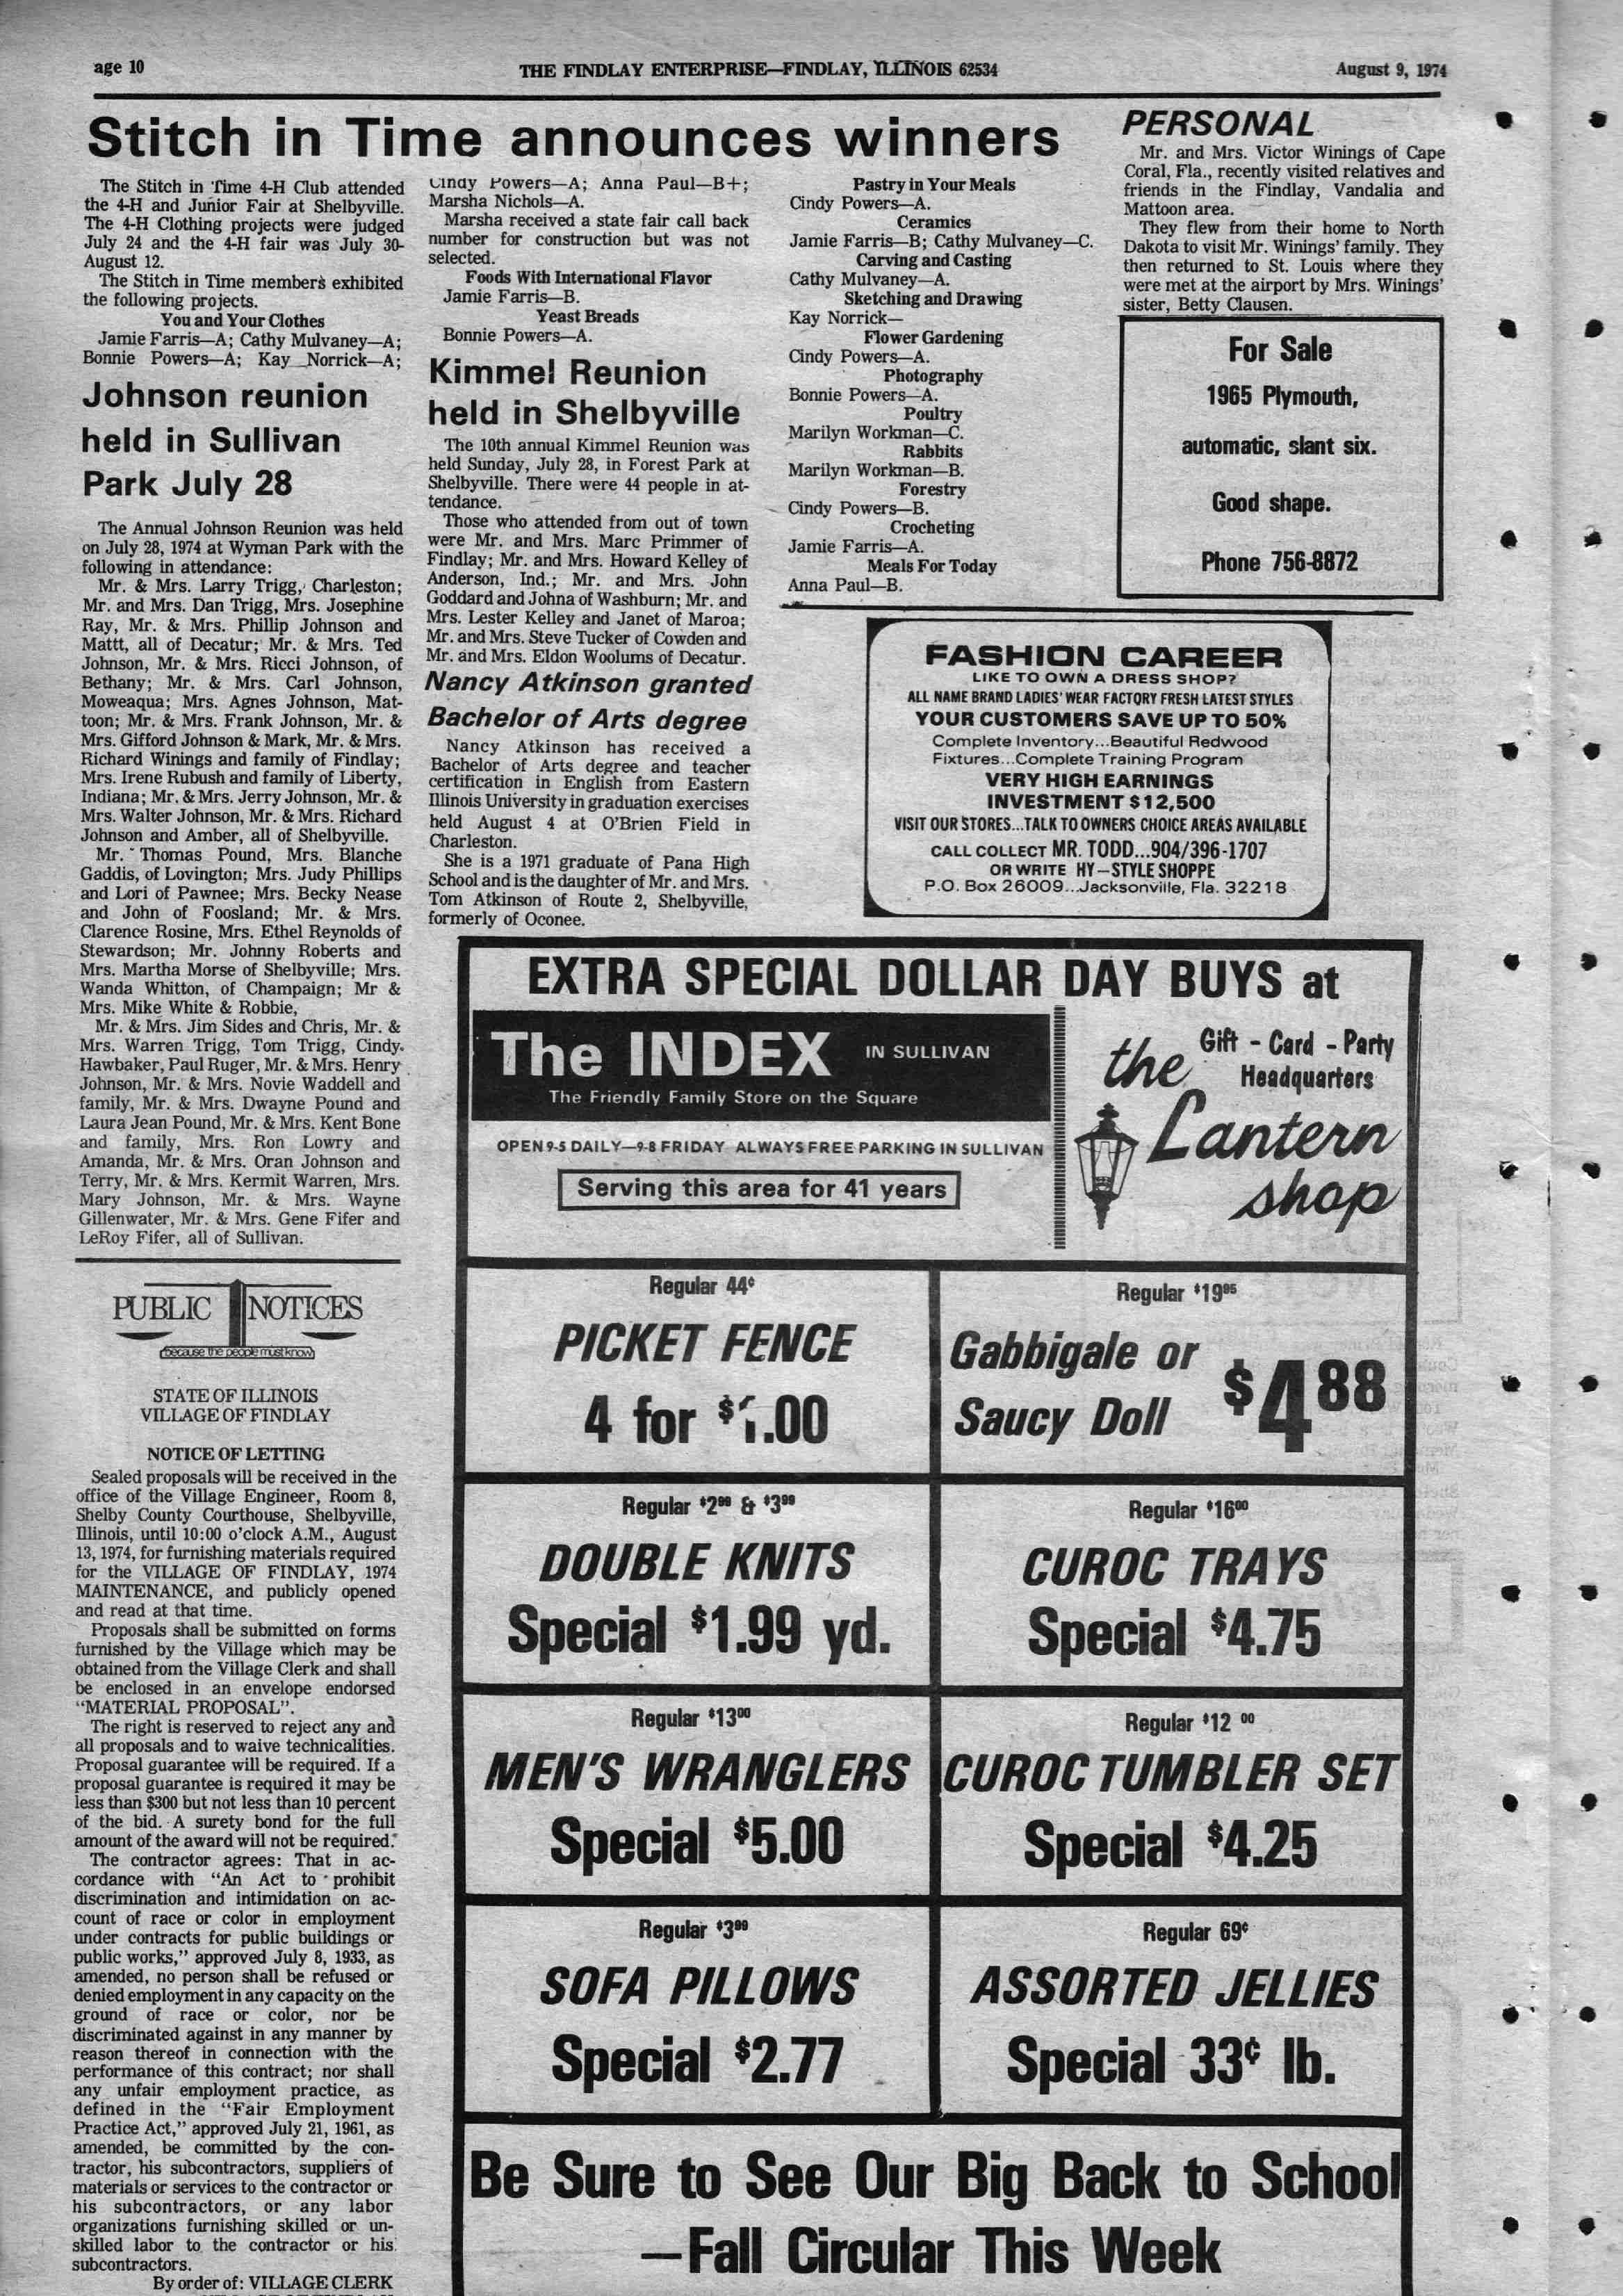 age 10
THE FINDLAY ENTERPRISE—FINDLAY, ILLINOIS 62534
August 9, 1974
Stitch in Time announces winners
The Stitch in Time 4-H Club attended
the 4-H and Junior Fair at Shelbyville.
The 4-H Clothing projects were judged
July 24 and the 4-H fair was July 30-
August 12.
The Stitch in Time members exhibited
the following projects.
You and Your Clothes
Jamie Farris—A; Cathy Mulvaney—A;
Bonnie Powers—A; Kay Norrick—A;
Cindy Powers—A; Anna Paul—B+;
Marsha Nichols—A.
Marsha received a state fair call back
number for construction but was not
selected.
Foods With International Flavor
Jamie Farris—B.
Yeast Breads
Bonnie Powers—A.
Pastry in Your Meals
Cindy Powers—A.
Ceramics
Jamie Farris—B; Cathy Mulvaney—C.
Carving and Casting
Cathy Mulvaney—A.
Sketching and Drawing
Kay Norrick—
Flower Gardening
Cindy Powers—A.
Photography
Bonnie Powers—A.
Poultry
Marilyn Workman—C.
Rabbits
Marilyn Workman—B.
Forestry
Cindy Powers—B.
Crocheting
Jamie Farris—A.
Meals For Today
Anna Paul—B.
Johnson reunion
held in Sullivan
Park July 28
The Annual Johnson Reunion was held
on July 28, 1974 at Wyman Park with the
following in attendance:
Mr. & Mrs. Larry Trigg, Charleston;
Mr. and Mrs. Dan Trigg, Mrs. Josephine
Ray, Mr. & Mrs. Phillip Johnson and
Mattt, all of Decatur; Mr. & Mrs. Ted
Johnson, Mr. & Mrs. Ricci Johnson, of
Bethany; Mr. & Mrs. Carl Johnson,
Moweaqua; Mrs. Agnes Johnson, Mat-
toon; Mr. & Mrs. Frank Johnson, Mr. &
Mrs. Gifford Johnson & Mark, Mr. & Mrs.
Richard Winings and family of Findlay;
Mrs. Irene Rubush and family of Liberty,
Indiana; Mr. & Mrs. Jerry Johnson, Mr. &
Mrs. Walter Johnson, Mr. & Mrs. Richard
Johnson and Amber, all of Shelbyville.
Mr. Thomas Pound, Mrs. Blanche
Gaddis, of Lovington; Mrs. Judy Phillips
and Lori of Pawnee; Mrs. Becky Nease
and John of Foosland; Mr. & Mrs.
Clarence Rosine, Mrs. Ethel Reynolds of
Stewardson; Mr. Johnny Roberts and
Mrs. Martha Morse of Shelbyville; Mrs.
Wanda Whitton, of Champaign; Mr &
Mrs. Mike White & Robbie,
Mr. & Mrs. Jim Sides and Chris, Mr. &
Mrs. Warren Trigg, Tom Trigg, Cindy
Hawbaker, Paul Ruger, Mr. & Mrs. Henry
Johnson, Mr. & Mrs. Novie Waddell and
family, Mr. & Mrs. Dwayne Pound and
Laura Jean Pound, Mr. & Mrs. Kent Bone
and family, Mrs. Ron Lowry and
Amanda, Mr. & Mrs. Oran Johnson and
Terry, Mr. & Mrs. Kermit Warren, Mrs.
Mary Johnson, Mr. & Mrs. Wayne
Gillenwater, Mr. & Mrs. Gene Fifer and
LeRoy Fifer, all of Sullivan.
Kimmel Reunion
held in Shelbyville
The 10th annual Kimmel Reunion was
held Sunday, July 28, in Forest Park at
Shelbyville. There were 44 people in at-
tendance.
Those who attended from out of town
were Mr. and Mrs. Marc Primmer of
Findlay; Mr. and Mrs. Howard Kelley of
Anderson, Ind.; Mr. and Mrs. John
Goddard and Johna of Washburn; Mr. and
Mrs. Lester Kelley and Janet of Maroa;
Mr. and Mrs. Steve Tucker of Cowden and
Mr. and Mrs. Eldon Woolums of Decatur.
Nancy Atkinson granted
Bachelor of Arts degree
Nancy Atkinson has received a
Bachelor of Arts degree and teacher
certification in English from Eastern
Illinois University in graduation exercises
held August 4 at O'Brien Field in
Charleston.
She is a 1971 graduate of Pana High
School and is the daughter of Mr. and Mrs.
Tom Atkinson of Route 2, Shelbyville,
formerly of Oconee.
PERSONAL
Mr. and Mrs. Victor Winings of Cape
Coral, Fla., recently visited relatives and
friends in the Findlay, Vandalia and
Mattoon area.
They flew from their home to North
Dakota to visit Mr. Winings' family. They
then returned to St. Louis where they
were met at the airport by Mrs. Winings'
sister, Betty Clausen.
For Sale
1965 Plymouth,
automatic, slant six.
Good shape.
Phone 756-8872
FASHION CAREER
LIKE TO OWN A DRESS SHOP?
ALL NAME BRAND LADIES' WEAR FACTORY FRESH LATEST STYLES
YOUR CUSTOMERS SAVE UP TO 50%
Complete Inventory...Beautiful Redwood
Fixtures...Complete Training Program
VERY HIGH EARNINGS
INVESTMENT $12,500
VISIT OUR STORES...TALK TO OWNERS CHOICE AREAS AVAILABLE
CALL COLLECT MR. TODD...904/396-1707
OR WRITE HY—STYLE SHOPPE
P.O. Box 26009...Jacksonville, Fla. 32218
PUBLIC NOTICES
because the people must know
STATE OF ILLINOIS
VILLAGE OF FINDLAY
NOTICE OF LETTING
Sealed proposals will be received in the
office of the Village Engineer, Room 8,
Shelby County Courthouse, Shelbyville,
Illinois, until 10:00 o'clock A.M., August
13, 1974, for furnishing materials required
for the VILLAGE OF FINDLAY, 1974
MAINTENANCE, and publicly opened
and read at that time.
Proposals shall be submitted on forms
furnished by the Village which may be
obtained from the Village Clerk and shall
be enclosed in an envelope endorsed
"MATERIAL PROPOSAL".
The right is reserved to reject any and
all proposals and to waive technicalities.
Proposal guarantee will be required. If a
proposal guarantee is required it may be
less than $300 but not less than 10 percent
of the bid. A surety bond for the full
amount of the award will not be required.
The contractor agrees: That in ac-
cordance with "An Act to prohibit
discrimination and intimidation on ac-
count of race or color in employment
under contracts for public buildings or
public works," approved July 8, 1933, as
amended, no person shall be refused or
denied employment in any capacity on the
ground of race or color, nor be
discriminated against in any manner by
reason thereof in connection with the
performance of this contract; nor shall
any unfair employment practice, as
defined in the "Fair Employment
Practice Act," approved July 21, 1961, as
amended, be committed by the con-
tractor, his subcontractors, suppliers of
materials or services to the contractor or
his subcontractors, or any labor
organizations furnishing skilled or un-
skilled labor to the contractor or his
subcontractors.
By order of: VILLAGE CLERK
EXTRA SPECIAL DOLLAR DAY BUYS at
The INDEX IN SULLIVAN
The Friendly Family Store on the Square
OPEN 9-5 DAILY—9-8 FRIDAY ALWAYS FREE PARKING IN SULLIVAN
Serving this area for 41 years
the Lantern shop
Gift - Card - Party
Headquarters
Regular 44¢
PICKET FENCE
4 for $1.00
Regular $19.95
Gabbigale or
Saucy Doll
$4.88
Regular $2.99 & $3.99
DOUBLE KNITS
Special $1.99 yd.
Regular $16.00
CUROC TRAYS
Special $4.75
Regular $13.00
MEN'S WRANGLERS
Special $5.00
Regular $12.00
CUROC TUMBLER SET
Special $4.25
Regular $3.99
SOFA PILLOWS
Special $2.77
Regular 69¢
ASSORTED JELLIES
Special 33¢ lb.
Be Sure to See Our Big Back to School
—Fall Circular This Week